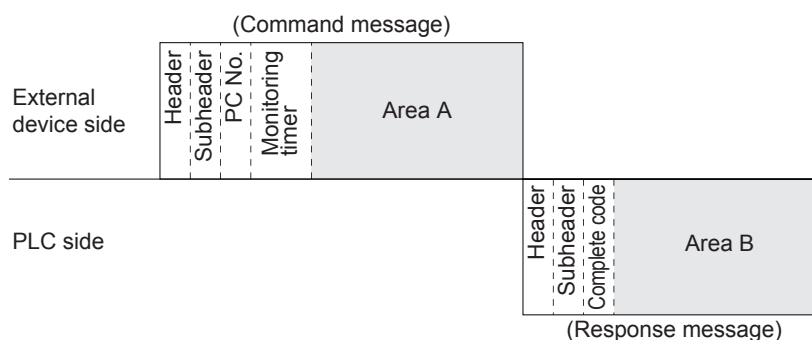 (Command message)
External
device side
Header
Subheader
PC No.
Monitoring
timer
Area A
PLC side
Header
Subheader
Complete code
Area B
(Response message)